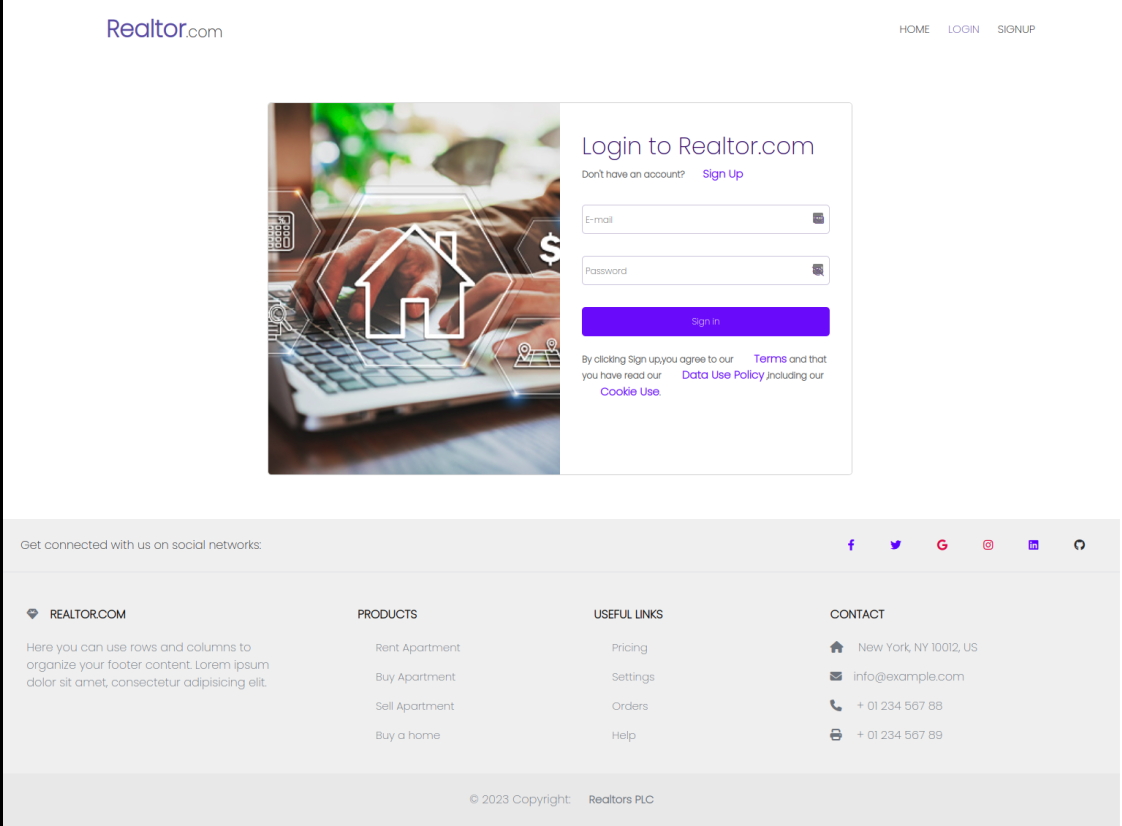 Realtor.com
HOME LOGIN SIGNUP
Login to Realtor.com
Don't have an account? Sign Up
E-mail
Password
Sign in
By clicking Sign up,you agree to our Terms and that
you have read our Data Use Policy ,including our
Cookie Use.
$
Get connected with us on social networks:
REALTOR.COM
Here you can use rows and columns to
organize your footer content. Lorem ipsum
dolor sit amet, consectetur adipisicing elit.
PRODUCTS
Rent Apartment
Buy Apartment
Sell Apartment
Buy a home
USEFUL LINKS
Pricing
Settings
Orders
Help
CONTACT
New York, NY 10012, US
info@example.com
+ 01 234 567 88
+ 01 234 567 89
© 2023 Copyright: Realtors PLC